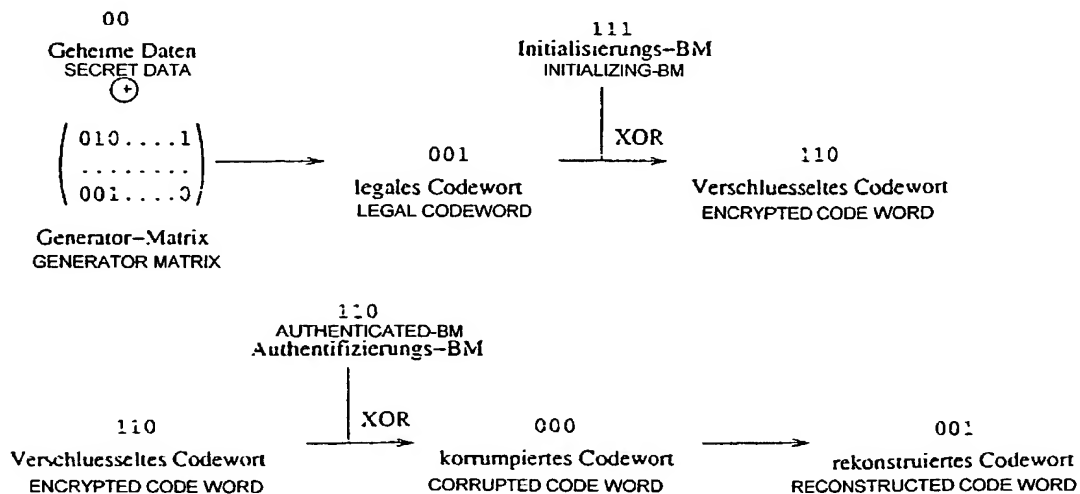 00
Geheime Daten
SECRET DATA
+
010....1
........
001....0
Generator-Matrix
GENERATOR MATRIX
001
legales Codewort
LEGAL CODEWORD
111
Initialisierungs-BM
INITIALIZING-BM
XOR
110
Verschluesseltes Codewort
ENCRYPTED CODE WORD
110
AUTHENTICATED-BM
Authentifizierungs-BM
110
Verschluesseltes Codewort
ENCRYPTED CODE WORD
XOR
000
korrumpiertes Codewort
CORRUPTED CODE WORD
001
rekonstruiertes Codewort
RECONSTRUCTED CODE WORD